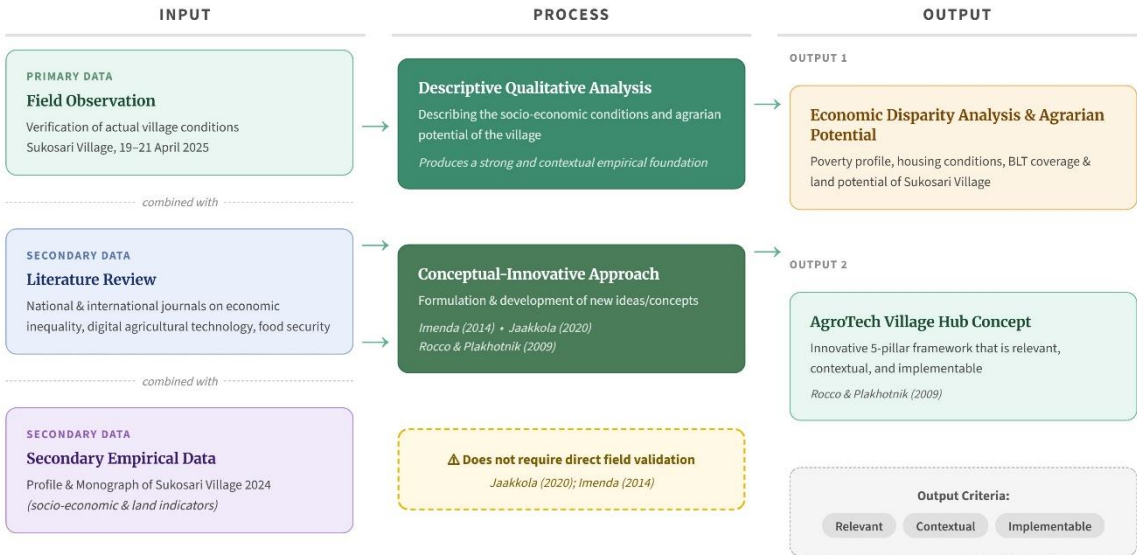 INPUT
PRIMARY DATA
Field Observation
Verification of actual village conditions
Sukosari Village, 19–21 April 2025
combined with
SECONDARY DATA
Literature Review
National & international journals on economic
inequality, digital agricultural technology, food security
combined with
SECONDARY DATA
Secondary Empirical Data
Profile & Monograph of Sukosari Village 2024
(socio-economic & land indicators)
PROCESS
Descriptive Qualitative Analysis
Describing the socio-economic conditions and agrarian
potential of the village
Produces a strong and contextual empirical foundation
Conceptual-Innovative Approach
Formulation & development of new ideas/concepts
Imenda (2014) • Jaakkola (2020)
Rocco & Plakhotnik (2009)
⚠ Does not require direct field validation
Jaakkola (2020); Imenda (2014)
OUTPUT
OUTPUT 1
Economic Disparity Analysis & Agrarian
Potential
Poverty profile, housing conditions, BLT coverage &
land potential of Sukosari Village
OUTPUT 2
AgroTech Village Hub Concept
Innovative 5-pillar framework that is relevant,
contextual, and implementable
Rocco & Plakhotnik (2009)
Output Criteria:
Relevant Contextual Implementable